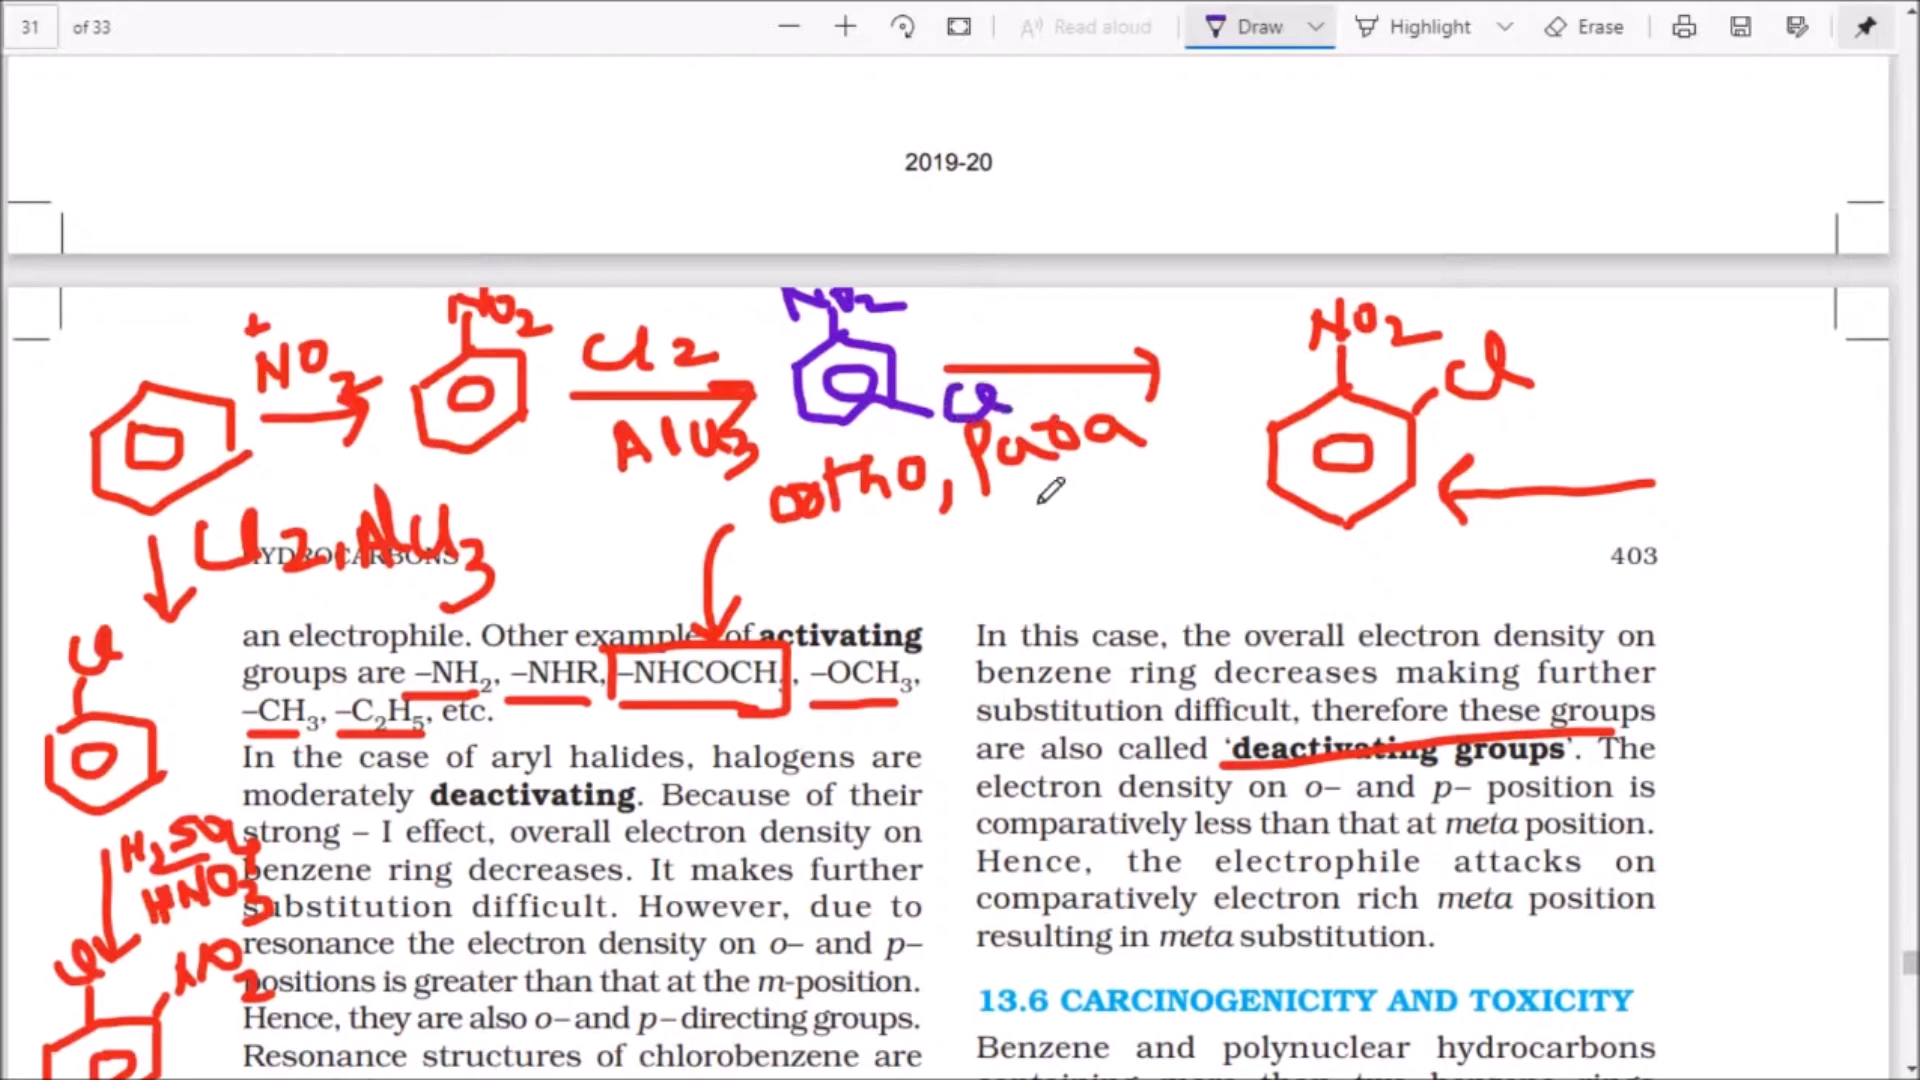 31 of 33 Read aloud Draw Highlight Erase
2019-20
NO2 NO2 NO2
+
NO2 Cl2 Cl Cl
AlCl3
ortho, para
Cl2, AlCl3
HYDROCARBONS 403
an electrophile. Other example of activating
groups are –NH2, –NHR, –NHCOCH, –OCH3,
–CH3, –C2H5, etc.
In the case of aryl halides, halogens are
moderately deactivating. Because of their
strong – I effect, overall electron density on
benzene ring decreases. It makes further
substitution difficult. However, due to
resonance the electron density on o– and p–
positions is greater than that at the m-position.
Hence, they are also o–and p–directing groups.
Resonance structures of chlorobenzene are
Cl
H2SO4
HNO3
Cl NO2
In this case, the overall electron density on
benzene ring decreases making further
substitution difficult, therefore these groups
are also called ‘deactivating groups’. The
electron density on o– and p– position is
comparatively less than that at meta position.
Hence, the electrophile attacks on
comparatively electron rich meta position
resulting in meta substitution.
13.6 CARCINOGENICITY AND TOXICITY
Benzene and polynuclear hydrocarbons